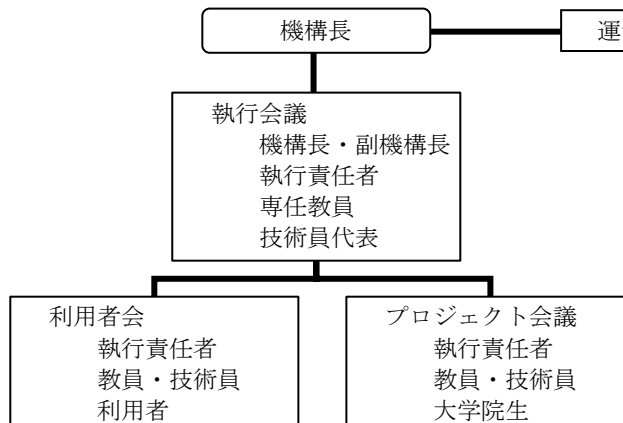 機構長
運
執行会議
機構長・副機構長
執行責任者
専任教員
技術員代表
利用者会
執行責任者
教員・技術員
利用者
プロジェクト会議
執行責任者
教員・技術員
大学院生